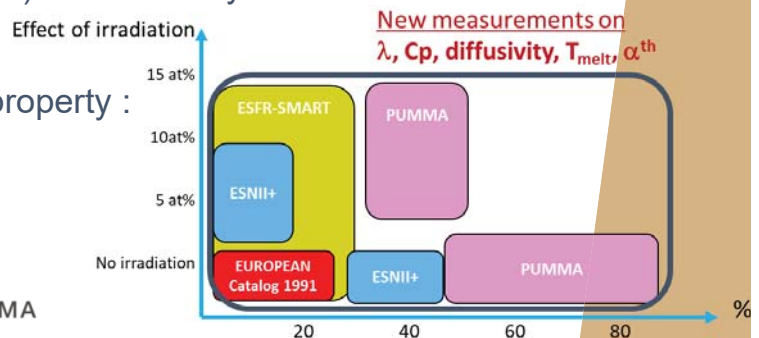 Effect of irradiation
New measurements on
λ, Cp, diffusivity, Tmelt, αth
property :
15 at%
10at%
5 at%
No irradiation
ESFR-SMART
PUMMA
ESNII+
EUROPEAN
Catalog 1991
ESNII+
PUMMA
MA
%
20
40
60
80